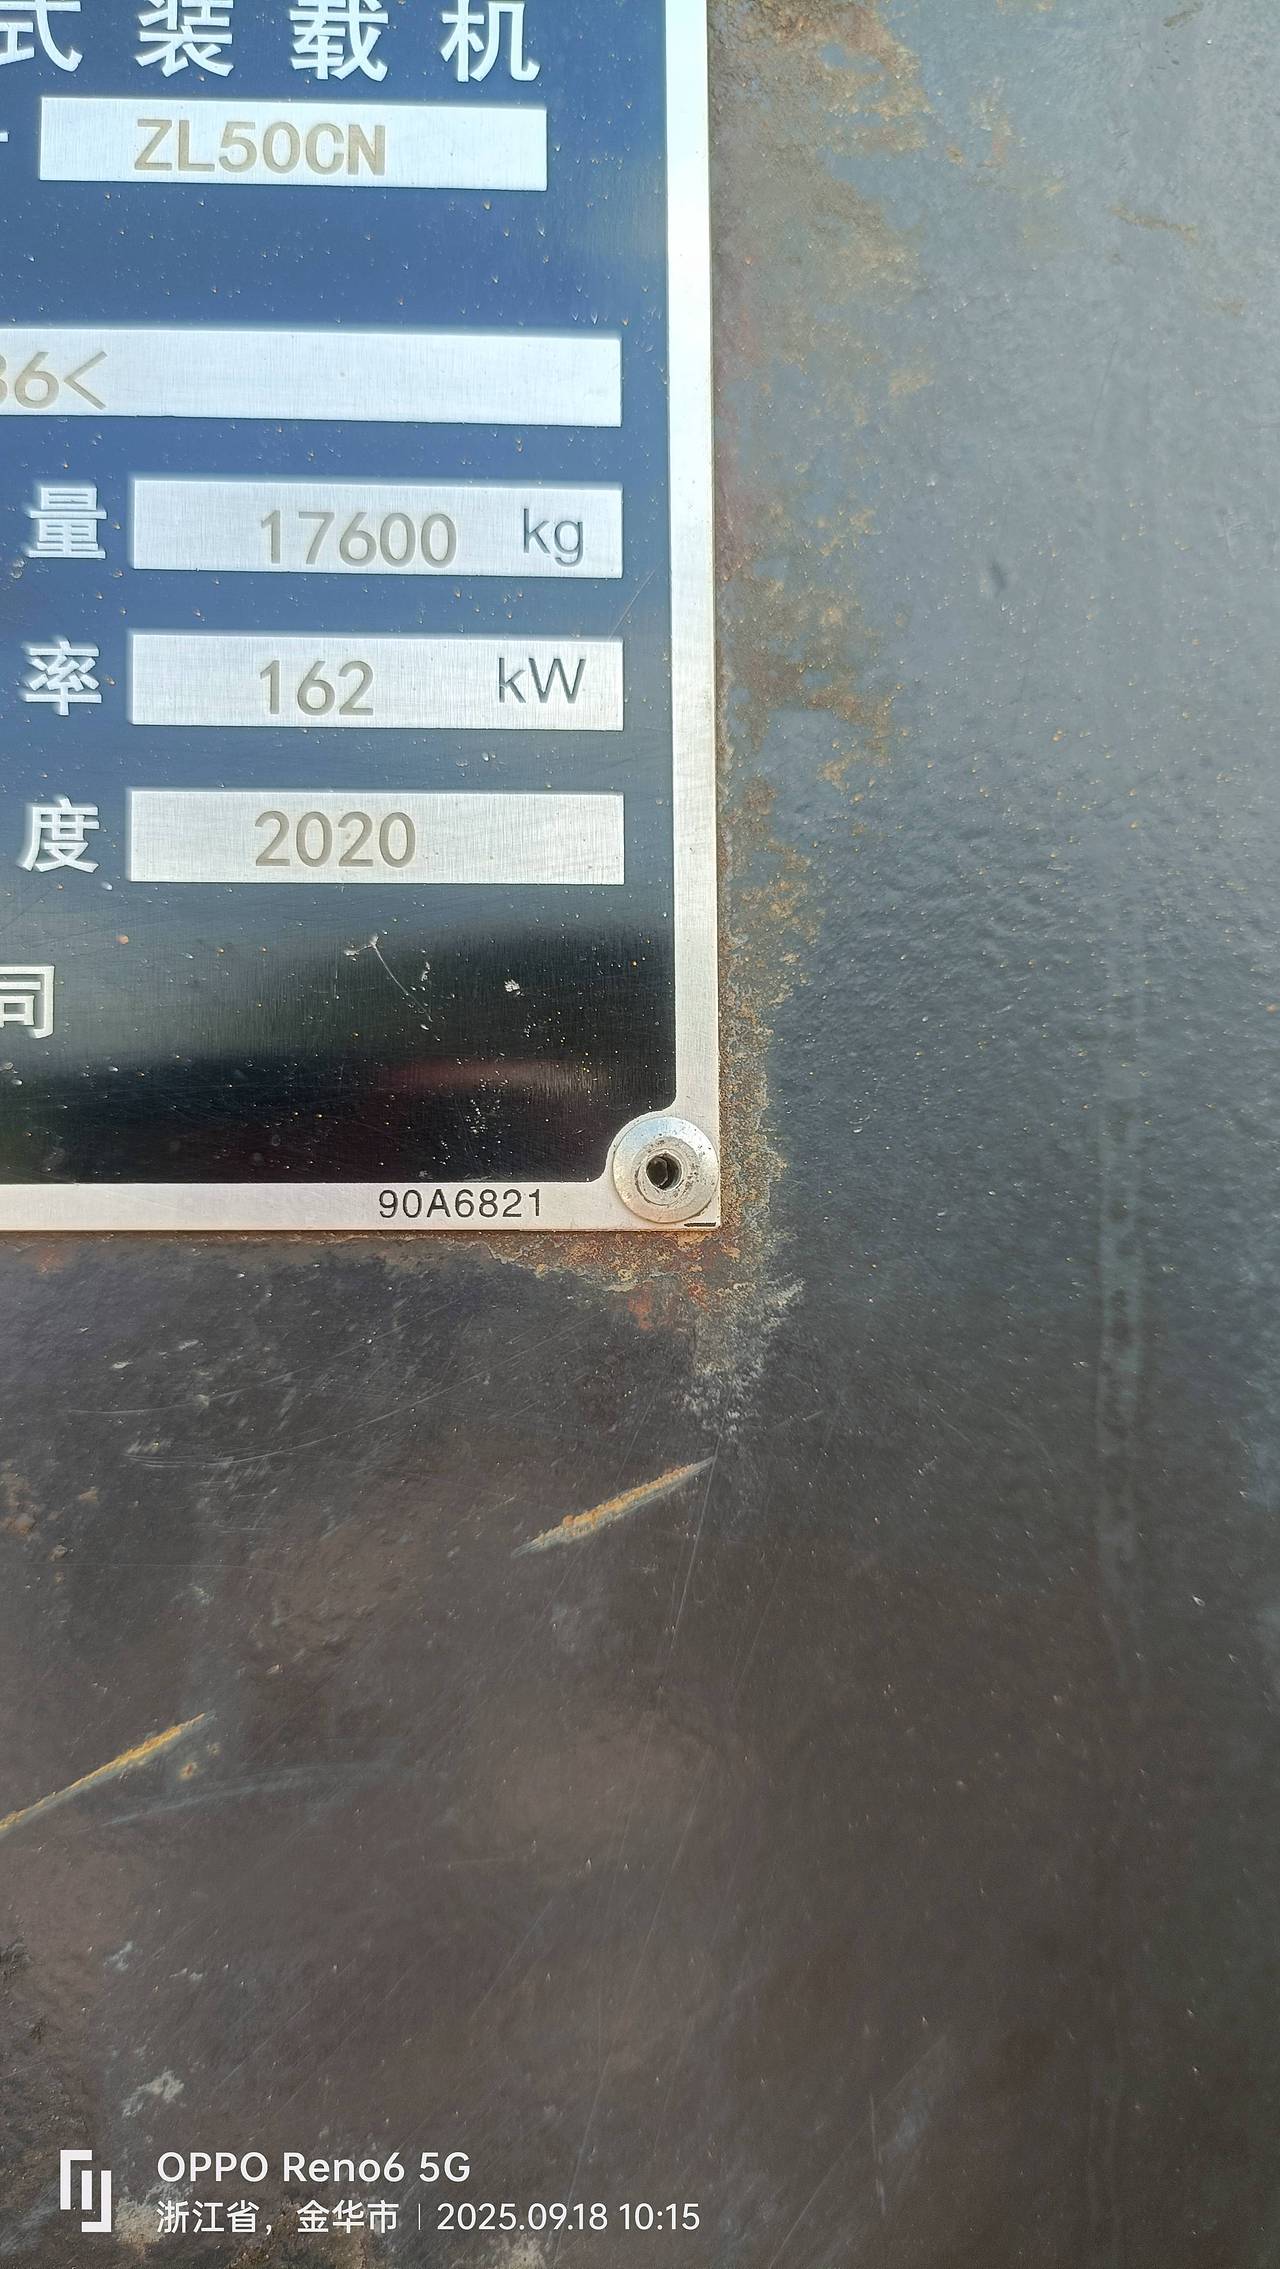 式装载机
ZL50CN
36<
量 17600 kg
率 162 kW
度 2020
司
90A6821
OPPO Reno6 5G
浙江省，金华市 | 2025.09.18 10:15